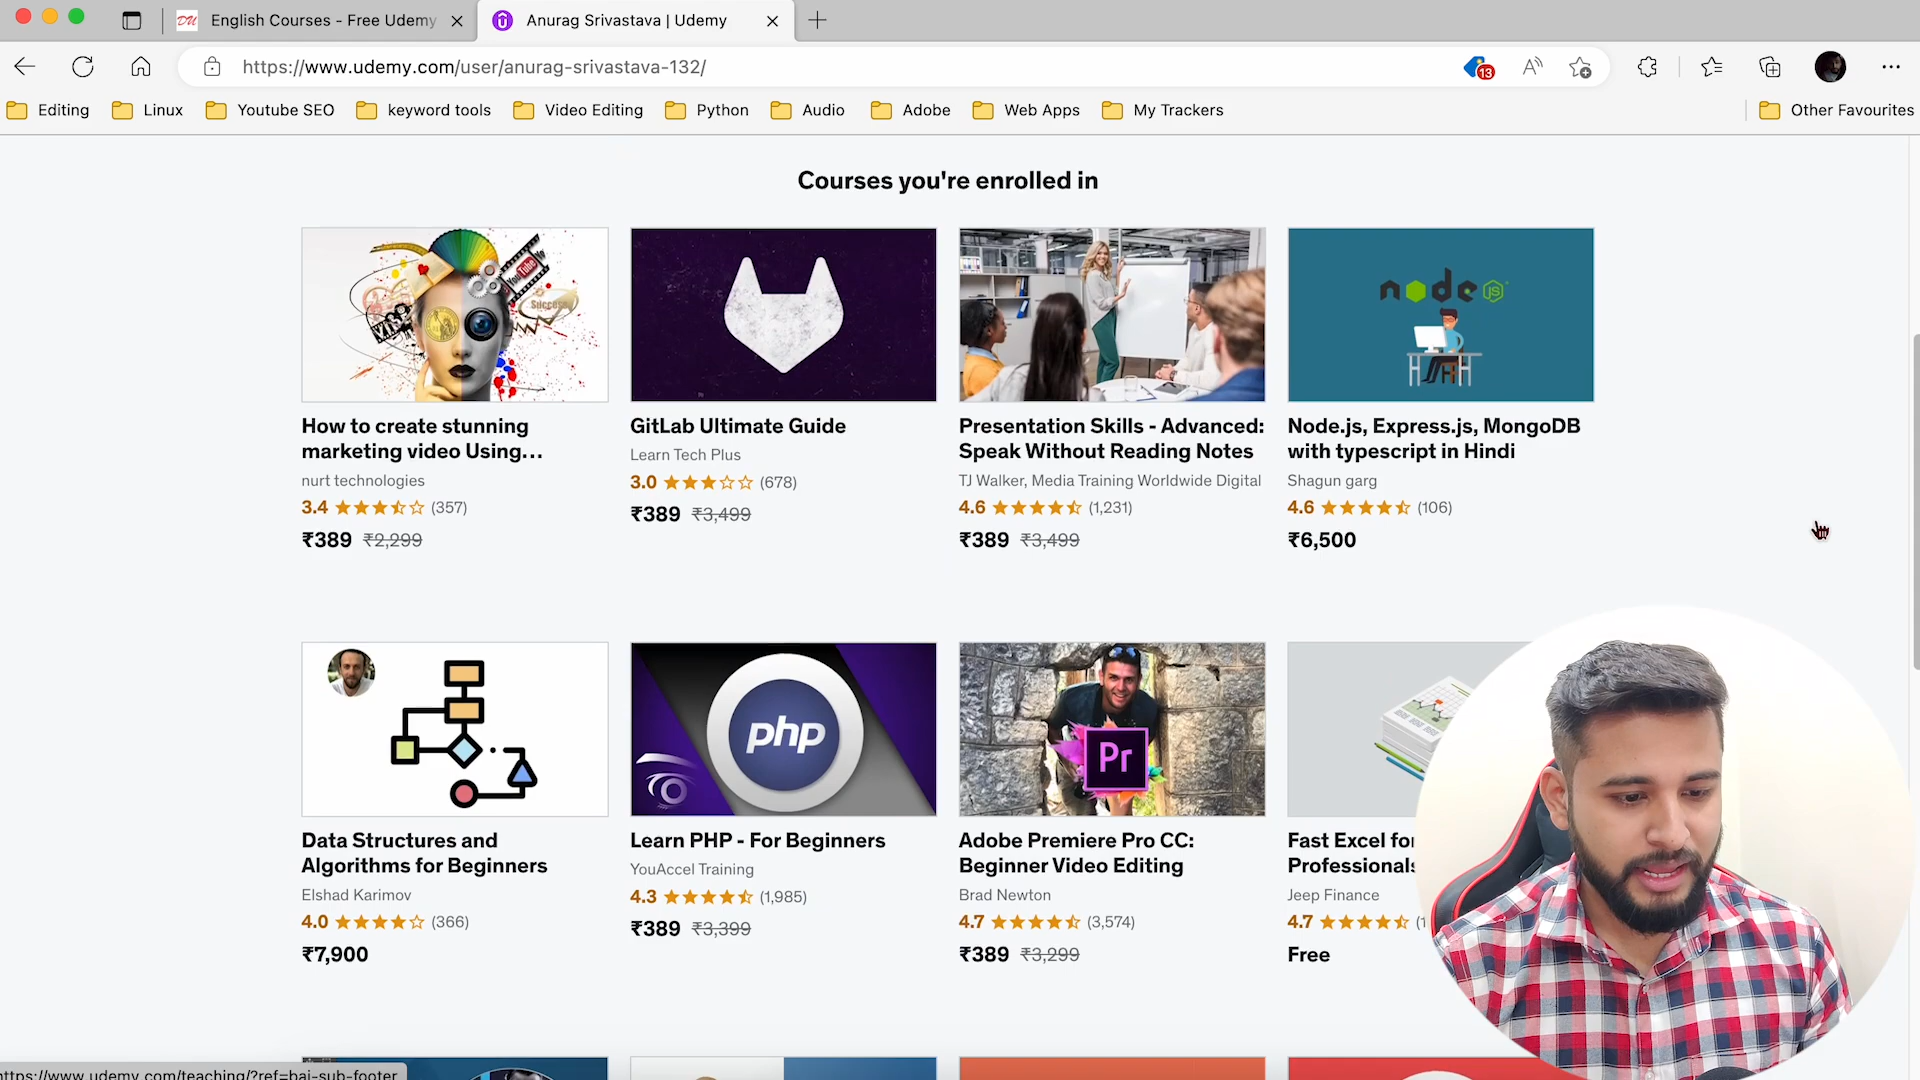 English Courses - Free Udemy
Anurag Srivastava | Udemy
https://www.udemy.com/user/anurag-srivastava-132/
13
Editing
Linux
Youtube SEO
keyword tools
Video Editing
Python
Audio
Adobe
Web Apps
My Trackers
Other Favourites
Courses you're enrolled in
YouTube
Success
node
JS
How to create stunning
marketing video Using...
nurt technologies
3.4 (357)
₹389 ₹2,299
GitLab Ultimate Guide
Learn Tech Plus
3.0 (678)
₹389 ₹3,499
Presentation Skills - Advanced:
Speak Without Reading Notes
TJ Walker, Media Training Worldwide Digital
4.6 (1,231)
₹389 ₹3,499
Node.js, Express.js, MongoDB
with typescript in Hindi
Shagun garg
4.6 (106)
₹6,500
php
Pr
Data Structures and
Algorithms for Beginners
Elshad Karimov
4.0 (366)
₹7,900
Learn PHP - For Beginners
YouAccel Training
4.3 (1,985)
₹389 ₹3,399
Adobe Premiere Pro CC:
Beginner Video Editing
Brad Newton
4.7 (3,574)
₹389 ₹3,299
Fast Excel for
Professionals
Jeep Finance
4.7
Free
https://www.udemy.com/teaching/?ref=bai-sub-footer